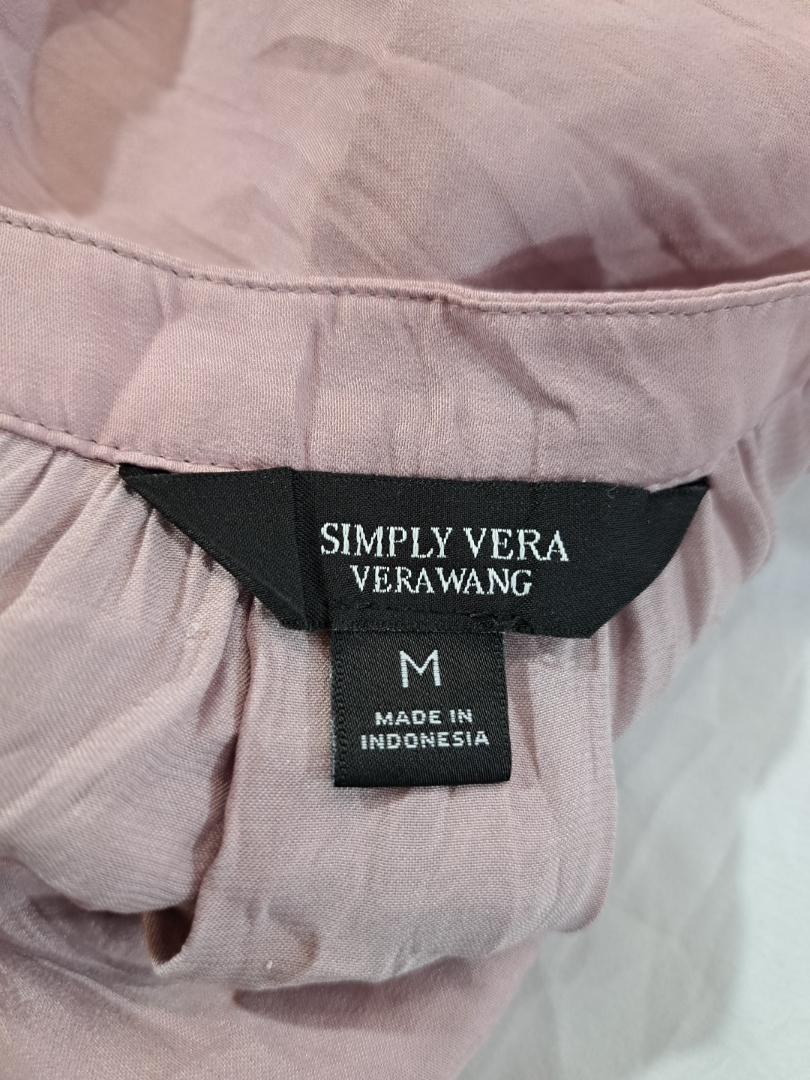 SIMPLY VERA
VERAWANG
M
MADE IN
INDONESIA